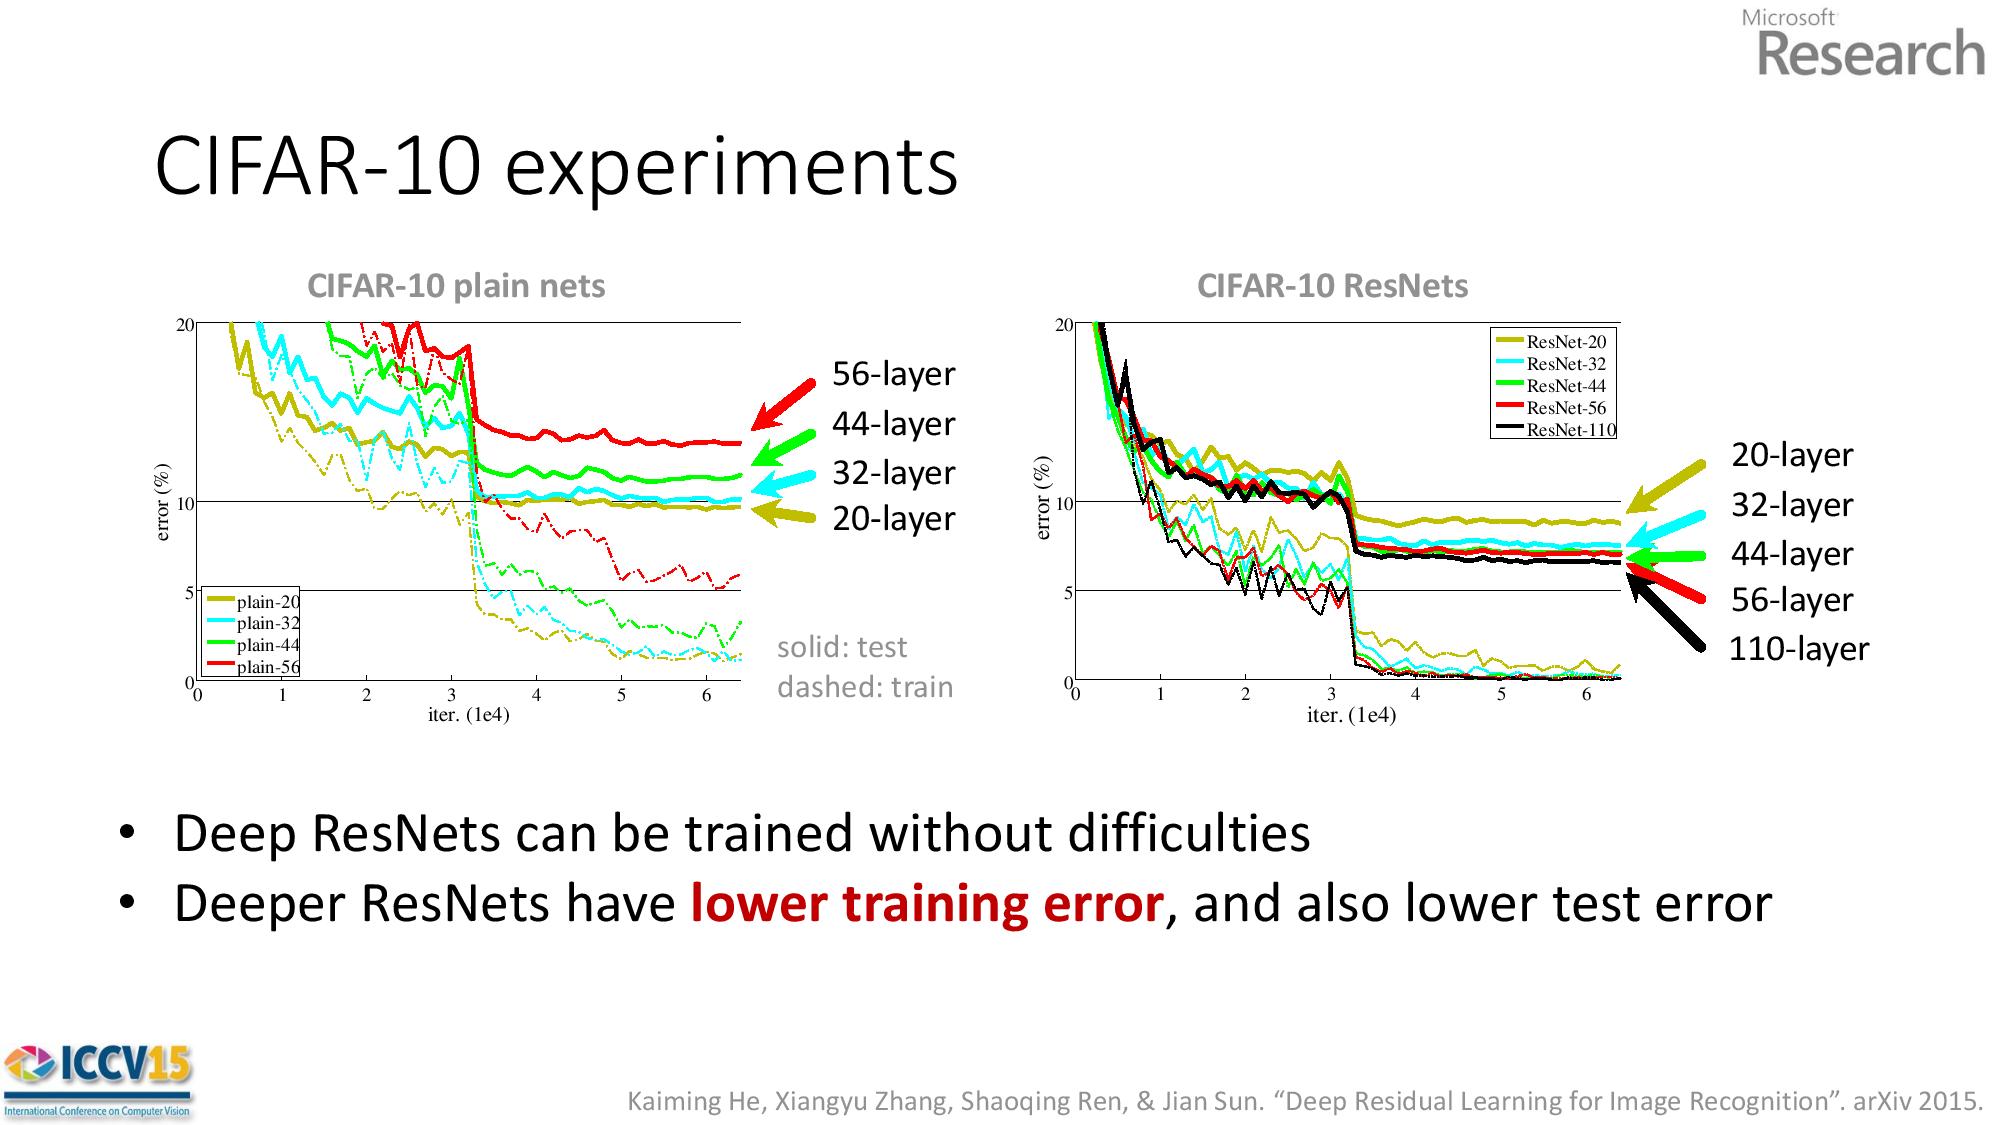 Microsoft
Research
CIFAR-10 experiments
CIFAR-10 plain nets
20
10
5
0
0 1 2 3 4 5 6
error (%)
iter. (1e4)
plain-20
plain-32
plain-44
plain-56
56-layer
44-layer
32-layer
20-layer
solid: test
dashed: train
CIFAR-10 ResNets
20
10
5
0
0 1 2 3 4 5 6
error (%)
iter. (1e4)
ResNet-20
ResNet-32
ResNet-44
ResNet-56
ResNet-110
20-layer
32-layer
44-layer
56-layer
110-layer
• Deep ResNets can be trained without difficulties
• Deeper ResNets have lower training error, and also lower test error
ICCV15
International Conference on Computer Vision
Kaiming He, Xiangyu Zhang, Shaoqing Ren, & Jian Sun. “Deep Residual Learning for Image Recognition”. arXiv 2015.